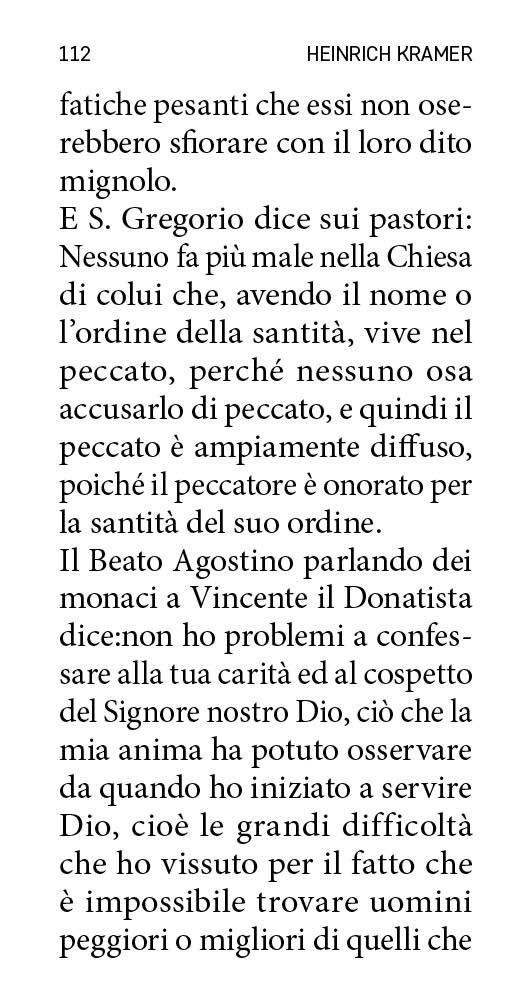 112
HEINRICH KRAMER
fatiche pesanti che essi non ose-
rebbero sfiorare con il loro dito
mignolo.
E S. Gregorio dice sui pastori:
Nessuno fa più male nella Chiesa
di colui che, avendo il nome o
l’ordine della santità, vive nel
peccato, perché nessuno osa
accusarlo di peccato, e quindi il
peccato è ampiamente diffuso,
poiché il peccatore è onorato per
la santità del suo ordine.
Il Beato Agostino parlando dei
monaci a Vincente il Donatista
dice:non ho problemi a confes-
sare alla tua carità ed al cospetto
del Signore nostro Dio, ciò che la
mia anima ha potuto osservare
da quando ho iniziato a servire
Dio, cioè le grandi difficoltà
che ho vissuto per il fatto che
è impossibile trovare uomini
peggiori o migliori di quelli che